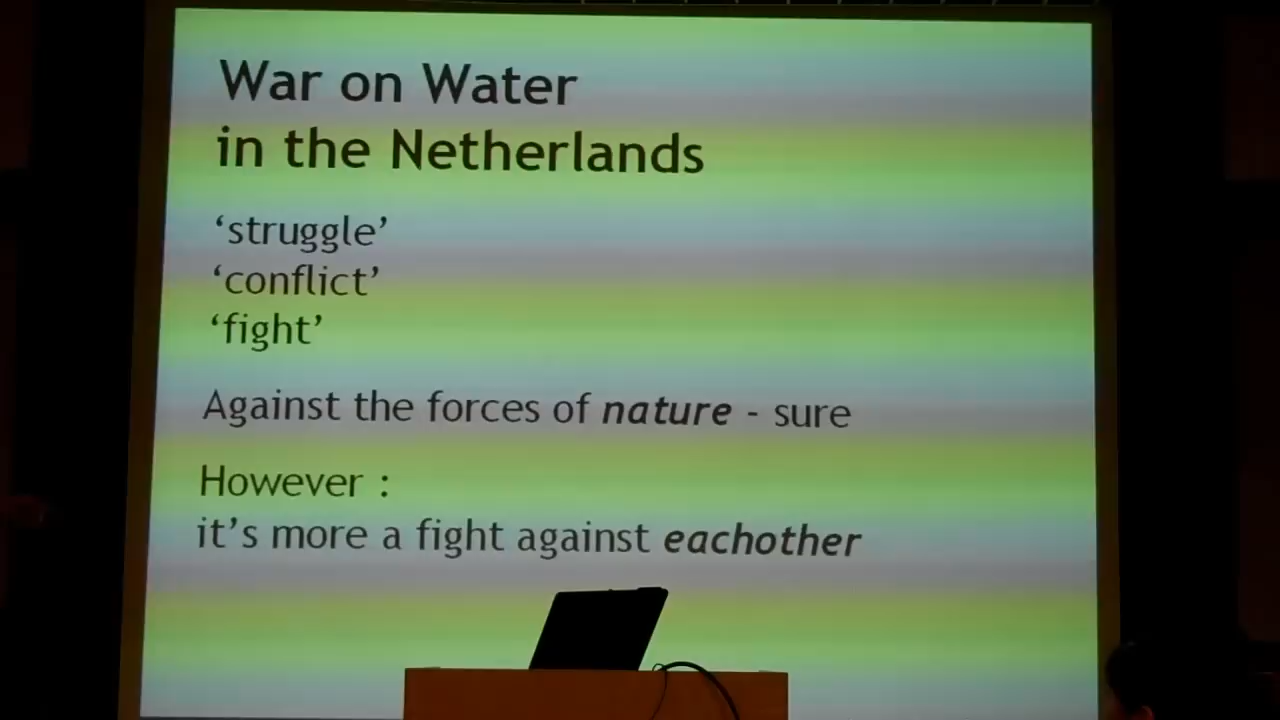 War on Water
in the Netherlands
‘struggle’
‘conflict’
‘fight’
Against the forces of nature - sure
However :
it’s more a fight against eachother